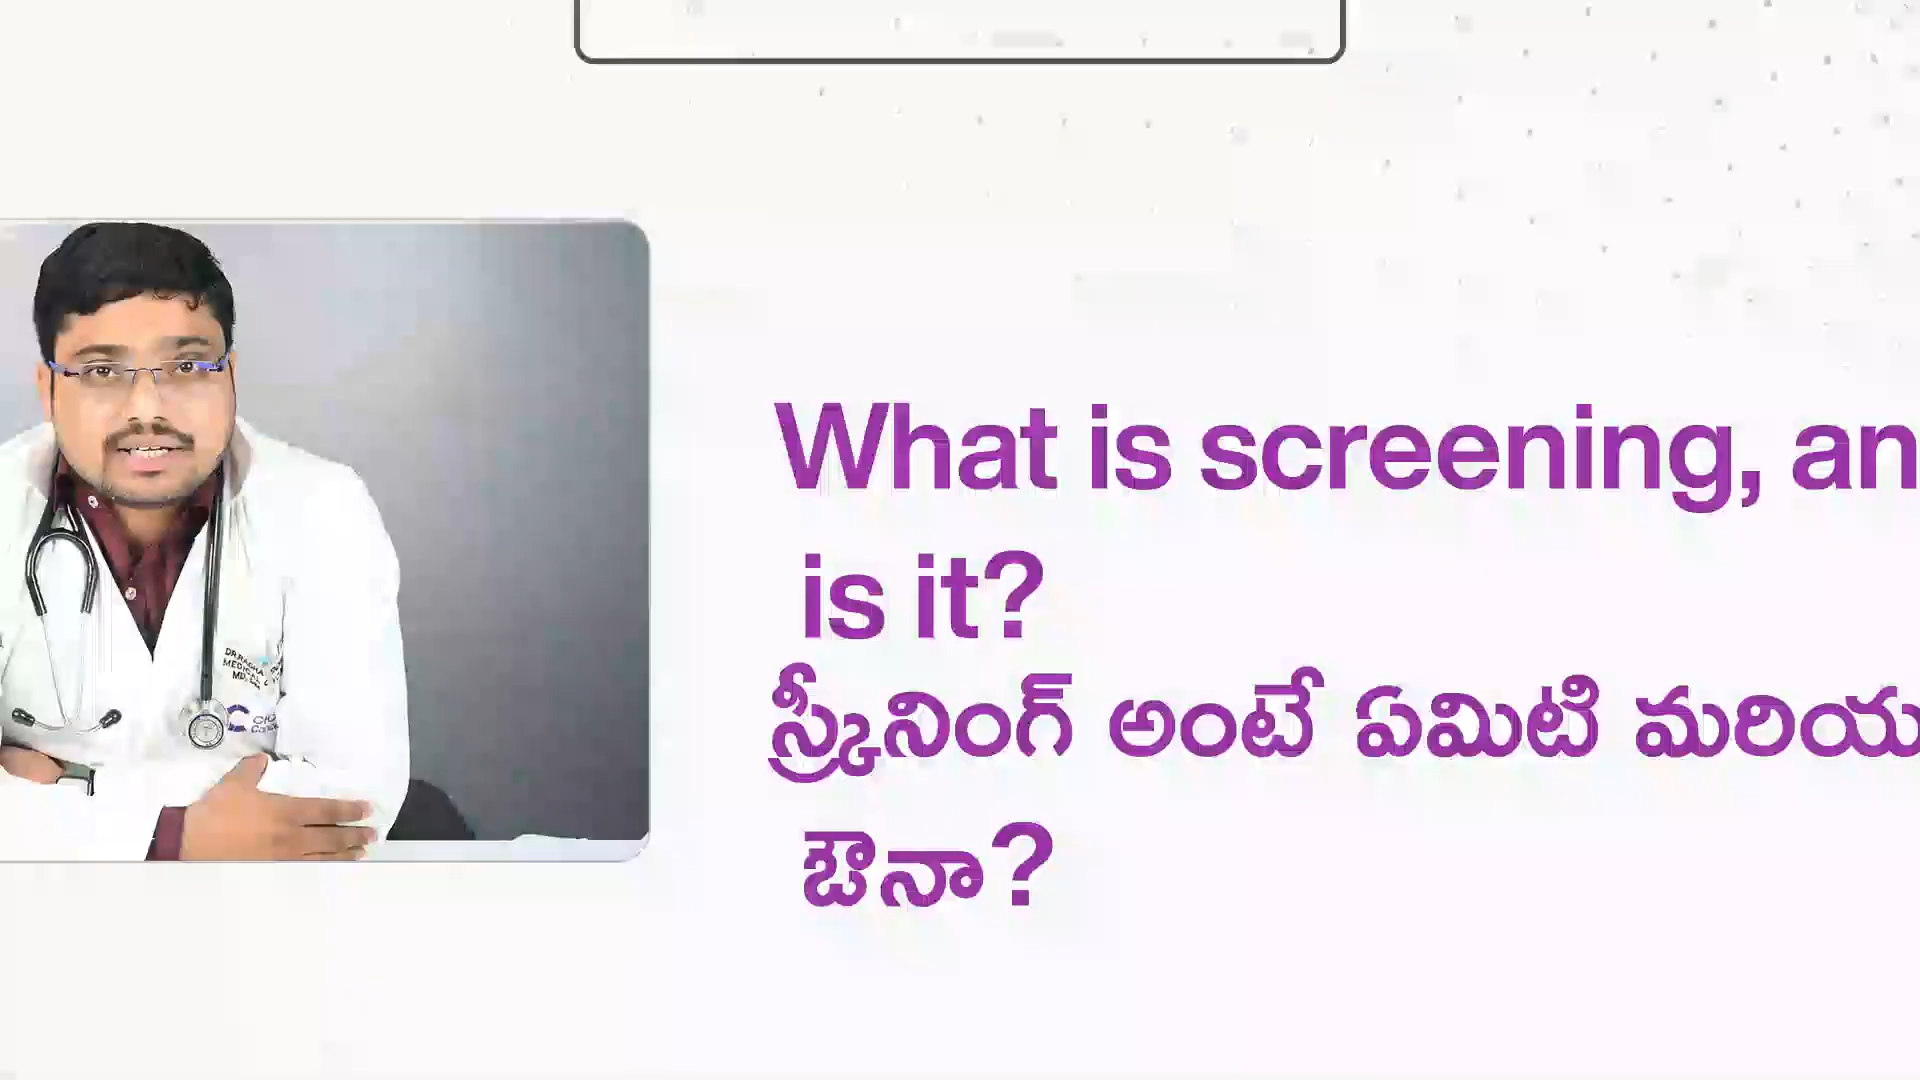 What is screening, an
is it?
స్క్రీనింగ్ అంటే ఏమిటి మరియ
ఔనా?